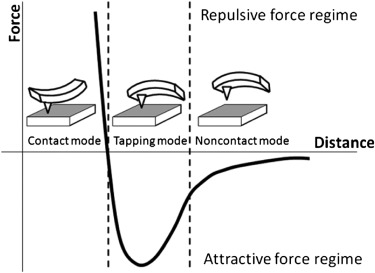 Force
Repulsive force regime
Contact mode
Tapping mode
Noncontact mode
Distance
Attractive force regime